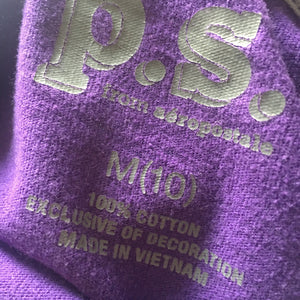 p.s.
from aéropostale
M(10)
100% COTTON
EXCLUSIVE OF DECORATION
MADE IN VIETNAM